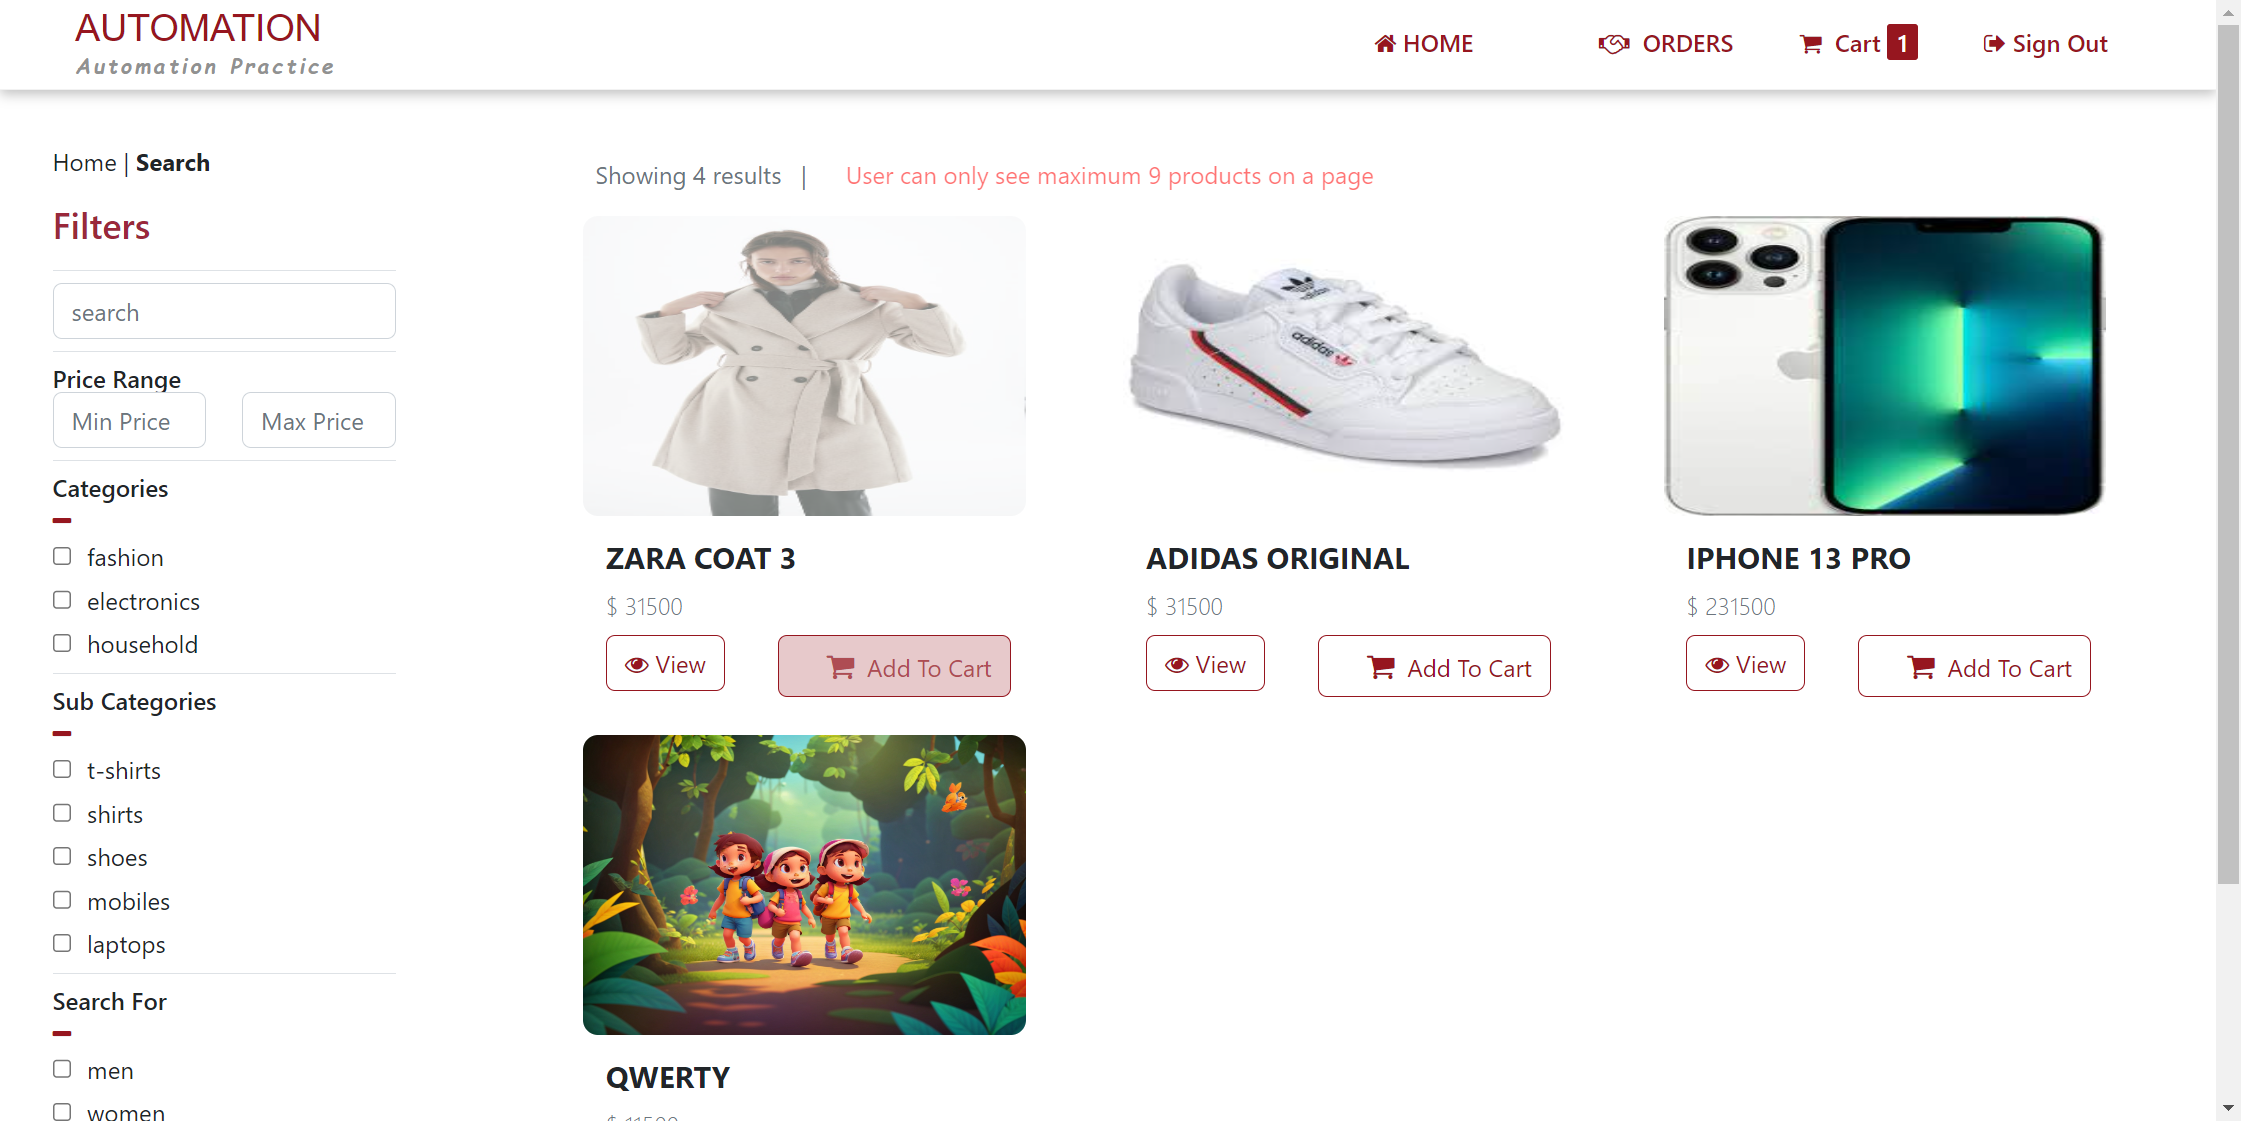 AUTOMATION
Automation Practice
HOME
ORDERS
Cart 1
Sign Out
Home | Search
Filters
search
Price Range
Min Price
Max Price
Categories
fashion
electronics
household
Sub Categories
t-shirts
shirts
shoes
mobiles
laptops
Search For
men
women
Showing 4 results |
User can only see maximum 9 products on a page
ZARA COAT 3
$ 31500
View
Add To Cart
adidas
adidas
ADIDAS ORIGINAL
$ 31500
View
Add To Cart
IPHONE 13 PRO
$ 231500
View
Add To Cart
QWERTY
$ 11500